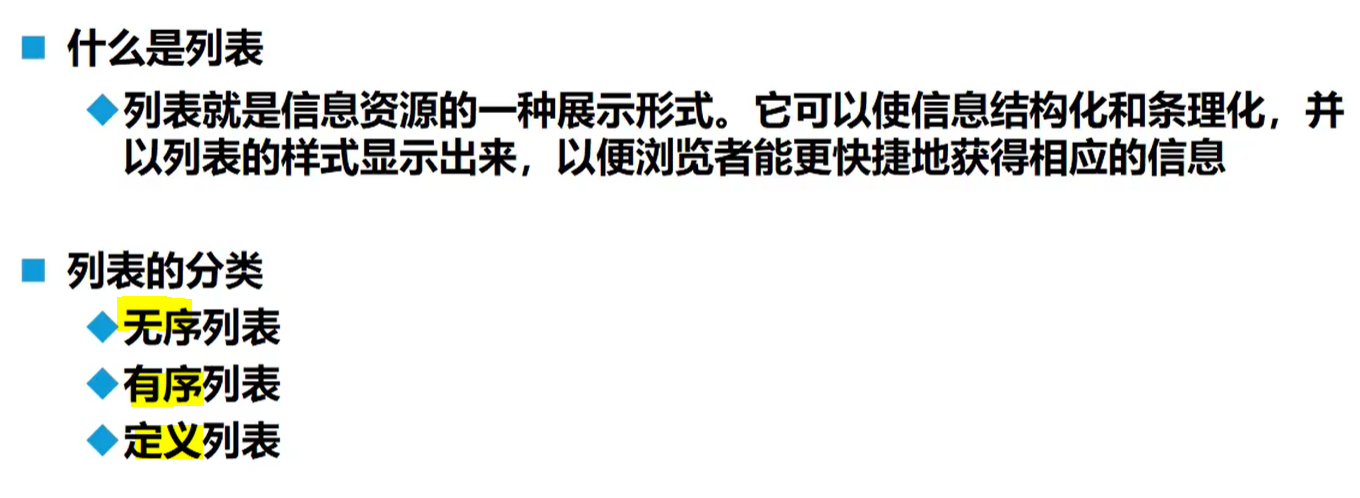 什么是列表
列表就是信息资源的一种展示形式。它可以使信息结构化和条理化，并
以列表的样式显示出来，以便浏览者能更快捷地获得相应的信息
列表的分类
无序列表
有序列表
定义列表